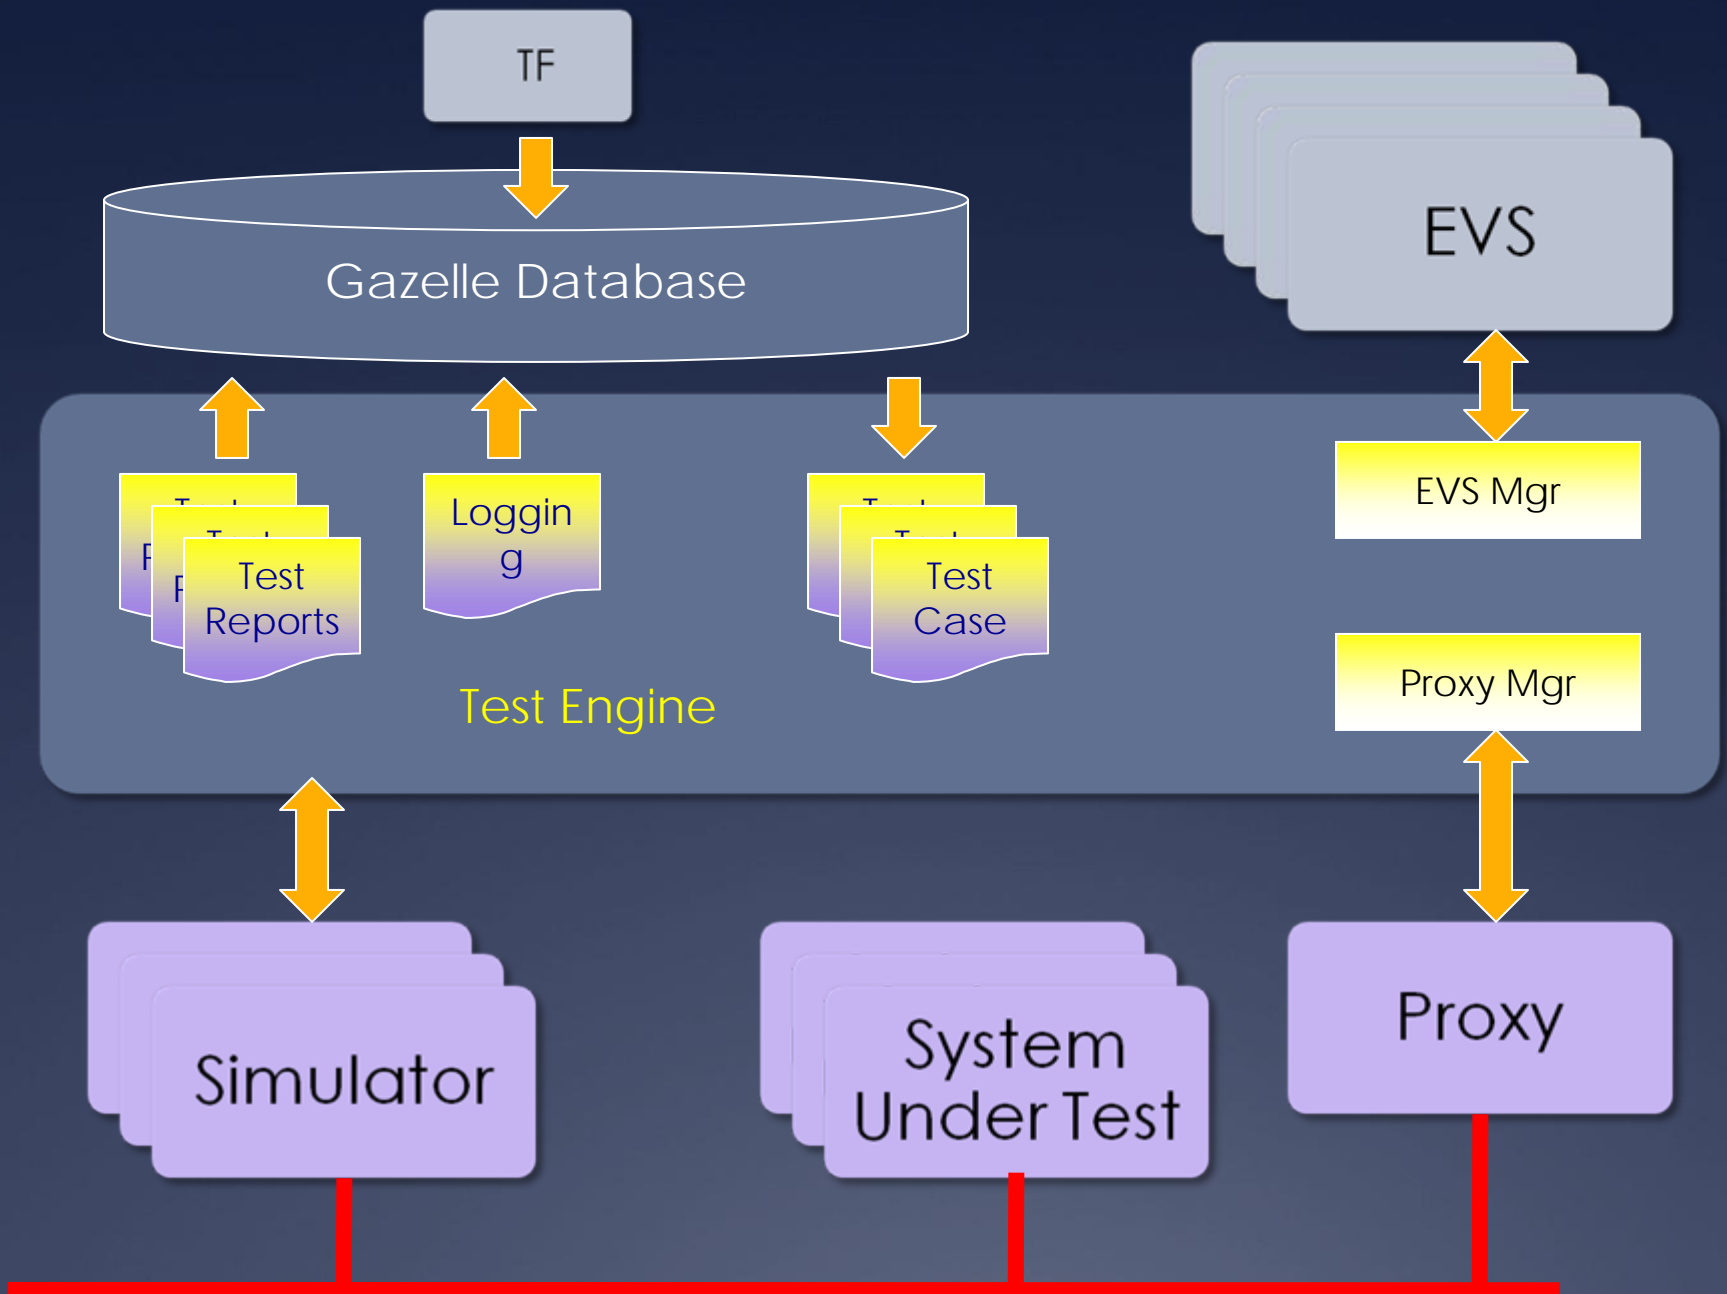 TF
EVS
Gazelle Database
Test
Reports
Loggin
g
Test
Case
EVS Mgr
Proxy Mgr
Test Engine
Simulator
System
Under Test
Proxy